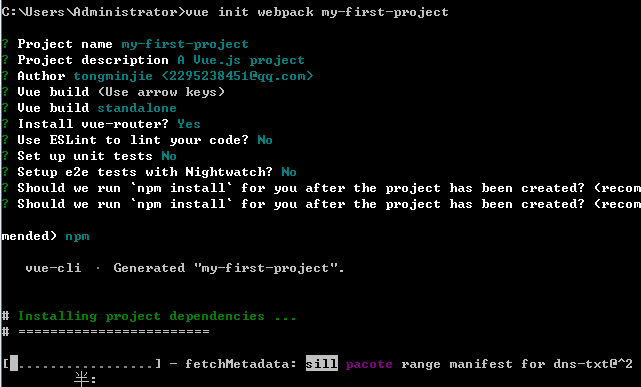 C:\Users\Administrator>vue init webpack my-first-project
? Project name my-first-project
? Project description A Vue.js project
? Author tongminjie <2295238451@qq.com>
? Vue build (Use arrow keys)
? Vue build standalone
? Install vue-router? Yes
? Use ESLint to lint your code? No
? Set up unit tests No
? Setup e2e tests with Nightwatch? No
? Should we run `npm install` for you after the project has been created? (recom
? Should we run `npm install` for you after the project has been created? (recom
mended) npm
vue-cli · Generated "my-first-project".
# Installing project dependencies ...
# ========================
[ ................] - fetchMetadata: sill pacote range manifest for dns-txt@^2
半: